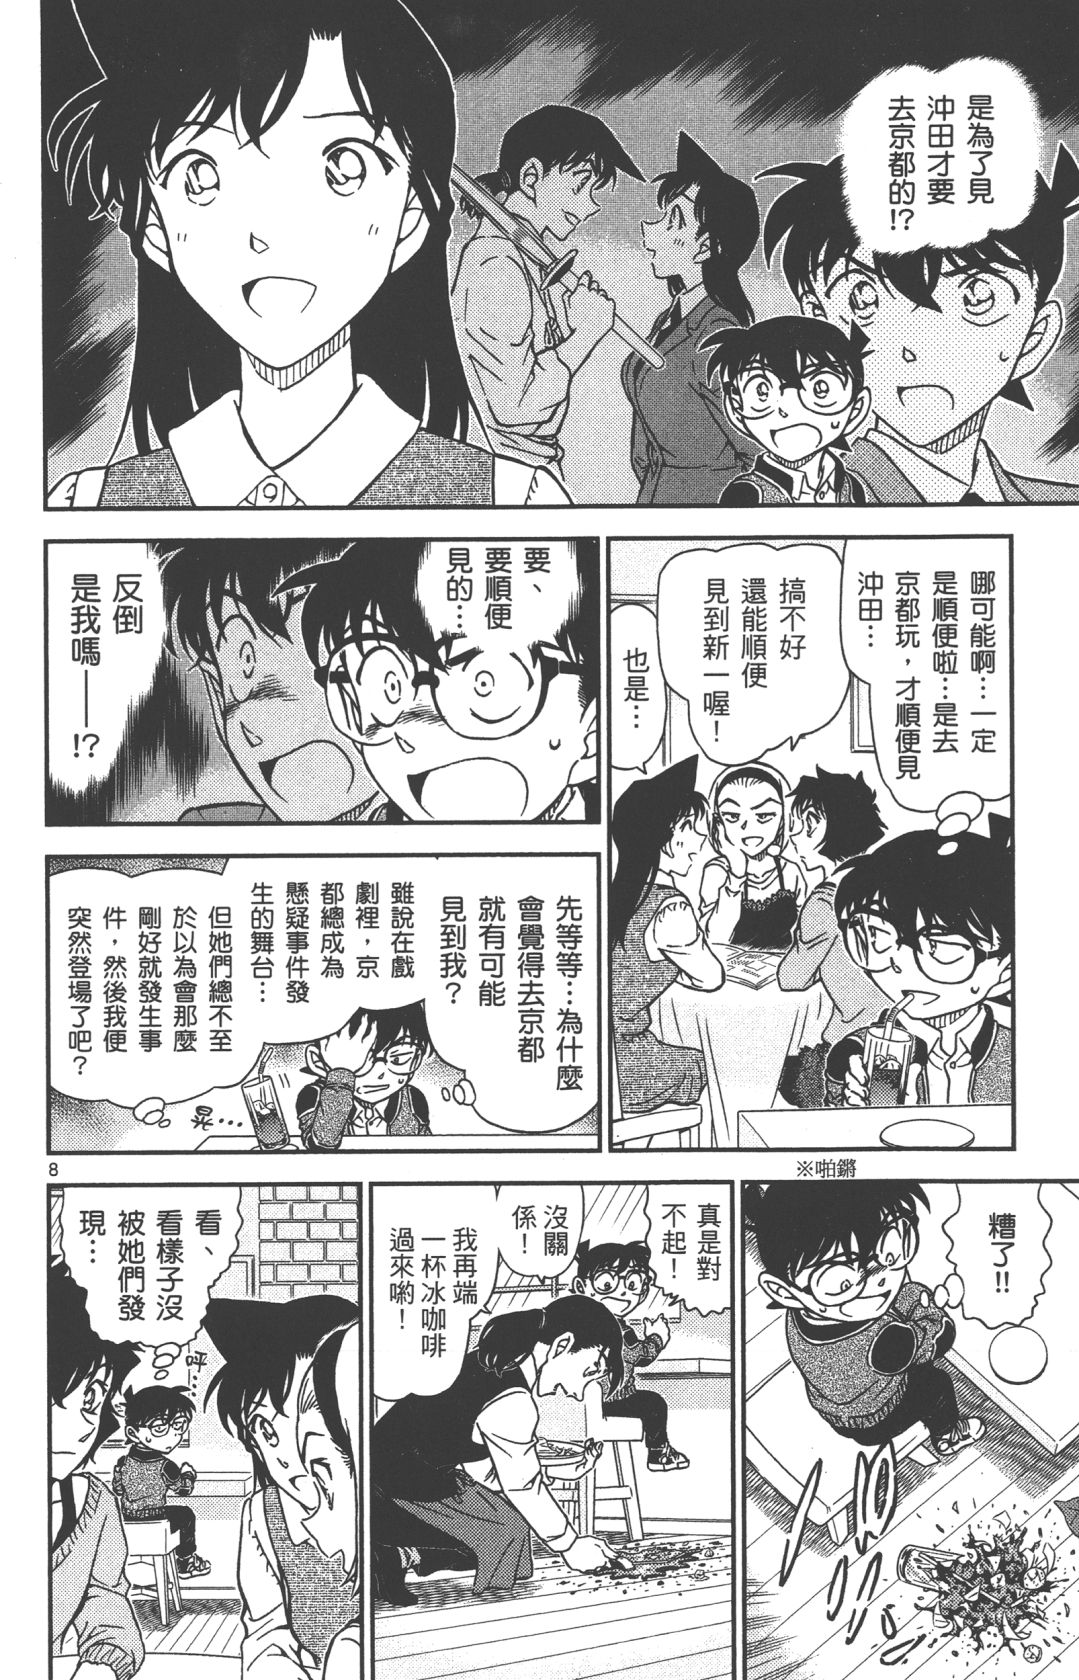 是為了見
沖田才要
去京都的!?
哪可能啊…一定
是順便啦…是去
京都玩，才順便見
沖田…
搞不好
還能順便
見到新一喔！
也是…
要、
要順便
見的…
反倒
是我嗎——!?
先等等…為什麼
會覺得去京都
就有可能
見到我？
雖說在戲
劇裡，京
都總成為
懸疑事件發
生的舞台…
但她們總不至
於以為會那麼
剛好就發生事
件，然後我便
突然登場了吧？
晃…
8
※啪鏘
糟了!!
真是對
不起！
沒關
係！
我再端
一杯冰咖啡
過來喲！
看、
看樣子沒
被她們發
現…
呼…